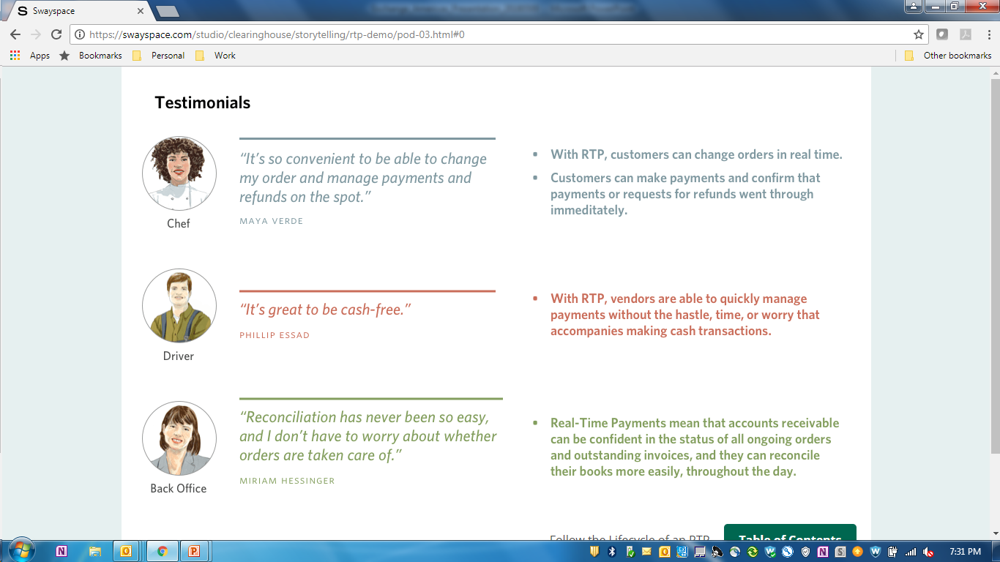 Swayspace
https://swayspace.com/studio/clearinghouse/storytelling/rtp-demo/pod-03.html#0
Apps Bookmarks Personal Work Other bookmarks
Testimonials
“It’s so convenient to be able to change
my order and manage payments and
refunds on the spot.”
MAYA VERDE
Chef
• With RTP, customers can change orders in real time.
• Customers can make payments and confirm that
payments or requests for refunds went through
immeditately.
“It’s great to be cash-free.”
PHILLIP ESSAD
Driver
• With RTP, vendors are able to quickly manage
payments without the hastle, time, or worry that
accompanies making cash transactions.
“Reconciliation has never been so easy,
and I don’t have to worry about whether
orders are taken care of.”
MIRIAM HESSINGER
Back Office
• Real-Time Payments mean that accounts receivable
can be confident in the status of all ongoing orders
and outstanding invoices, and they can reconcile
their books more easily, throughout the day.
Follow the Lifecycle of an RTP
Table of Contents
7:31 PM